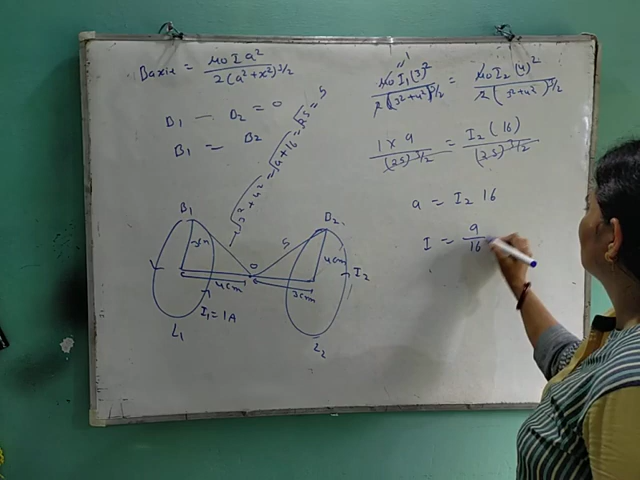 Baxis = μ0 I a² / 2(a² + x²)^3/2
B1 - B2 = 0
B1 = B2
√3² + 4² = √9 + 16 = √25 = 5
B1
3cm
4cm
O
I1 = 1A
L1
5
B2
4cm
3cm
I2
L2
μ0 I1 (3)² / 2(3² + 4²)^3/2 = μ0 I2 (4)² / 2(3² + 4²)^3/2
1 × 9 / (25)^3/2 = I2 (16) / (25)^3/2
9 = I2 16
I = 9 / 16